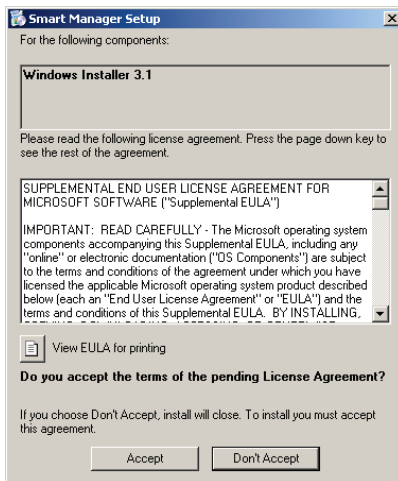 Smart Manager Setup
For the following components:
Windows Installer 3.1
Please read the following license agreement. Press the page down key to
see the rest of the agreement.
SUPPLEMENTAL END USER LICENSE AGREEMENT FOR
MICROSOFT SOFTWARE ("Supplemental EULA")
IMPORTANT: READ CAREFULLY - The Microsoft operating system
components accompanying this Supplemental EULA, including any
"online" or electronic documentation ("OS Components") are subject
to the terms and conditions of the agreement under which you have
licensed the applicable Microsoft operating system product described
below (each an "End User License Agreement" or "EULA") and the
terms and conditions of this Supplemental EULA. BY INSTALLING,
View EULA for printing
Do you accept the terms of the pending License Agreement?
If you choose Don't Accept, install will close. To install you must accept
this agreement.
Accept
Don't Accept